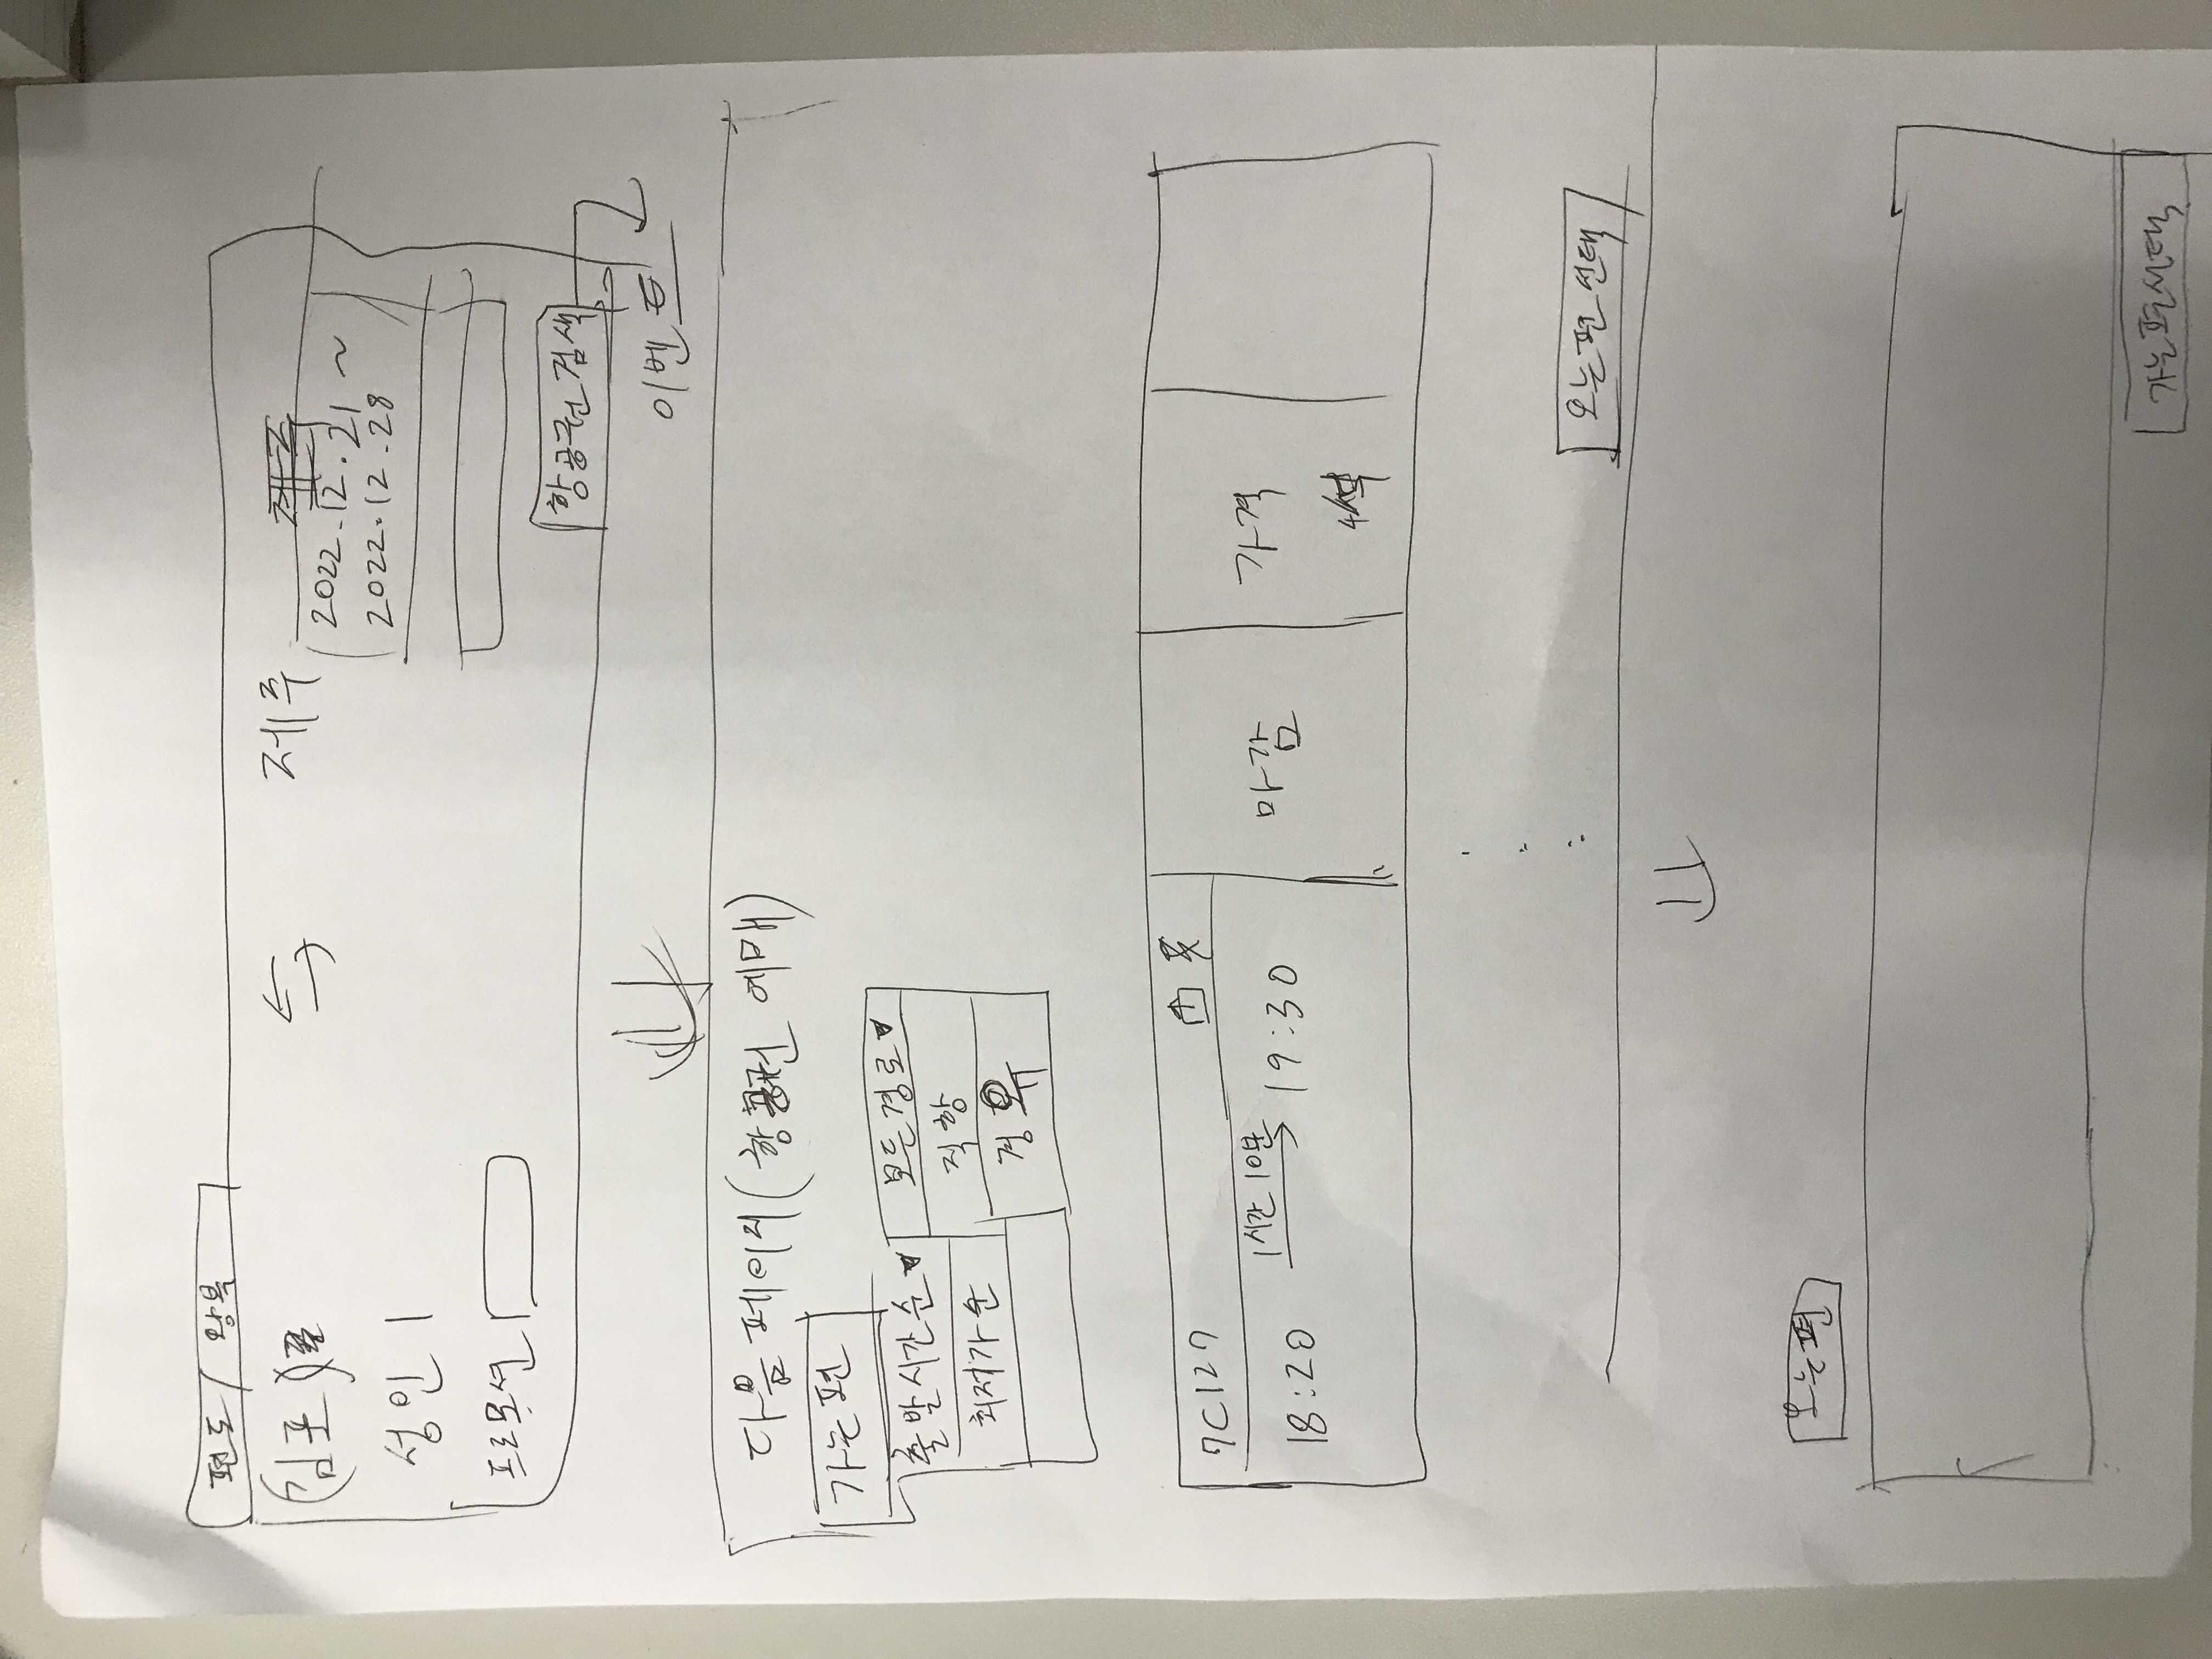 편도 / 왕복
(김포) ⇆ 제주
2022.12.21 ~
2022.12.28
성인 1
프로모션
항공권 검색
이벤트
다음 페이지 (항공권 예매)
가는 편
출발시간순▼ 모든경로▼
최저가순 직항
경유
7C127
18:20 1시간 10분 → 19:30
마감
가격
4석
오는편 선택
오는편
가는편선택